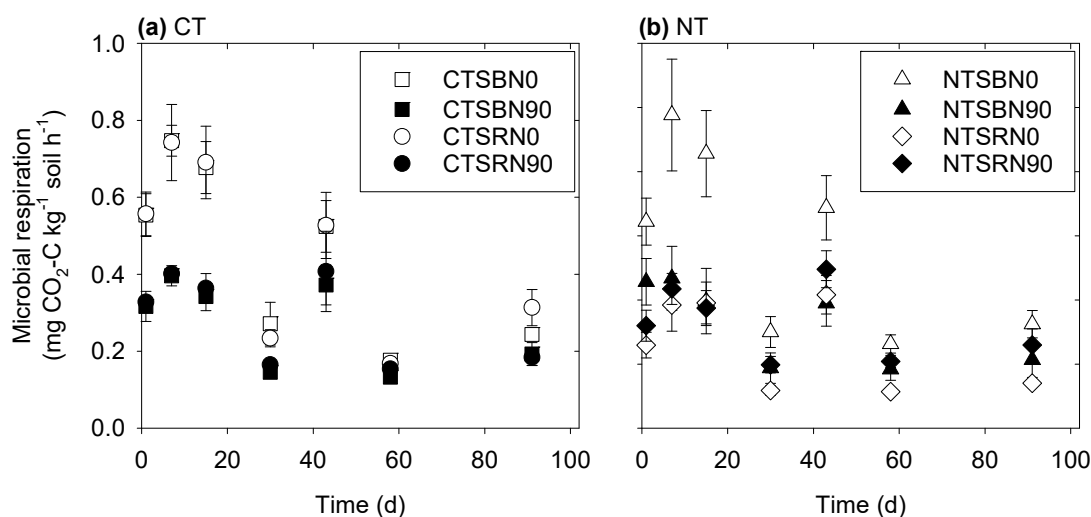 (a) CT
(b) NT
Microbial respiration
(mg CO₂-C kg⁻¹ soil h⁻¹)
1.0
0.8
0.6
0.4
0.2
0.0
CTSBN0
CTSBN90
CTSRN0
CTSRN90
NTSBN0
NTSBN90
NTSRN0
NTSRN90
0 20 40 60 80 100
0 20 40 60 80 100
Time (d)
Time (d)